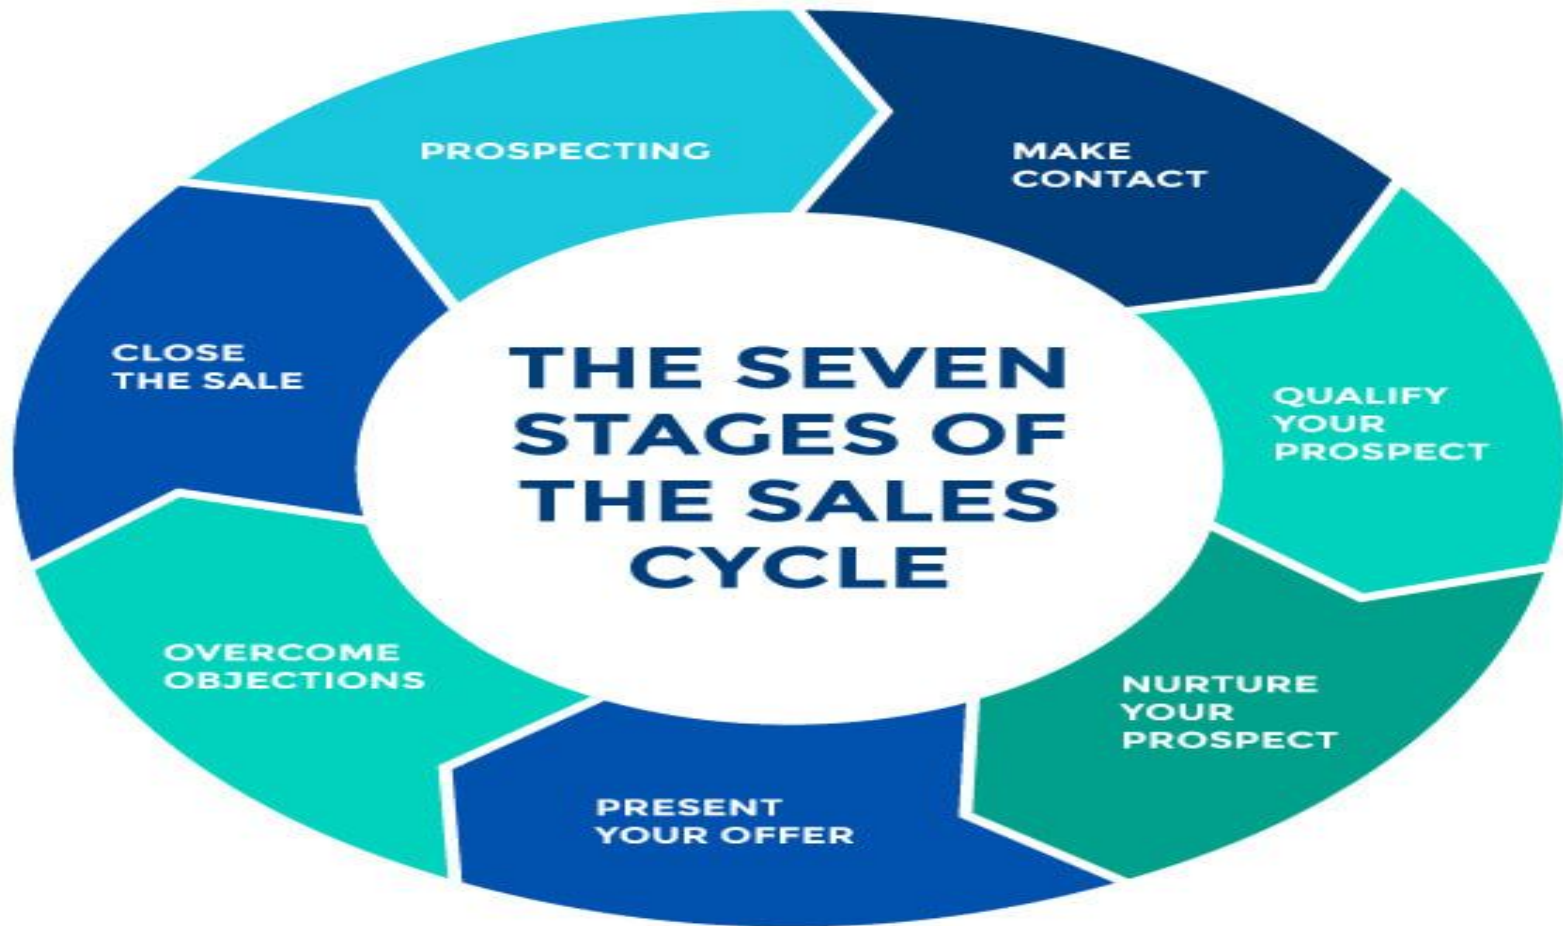 THE SEVEN
STAGES OF
THE SALES
CYCLE
PROSPECTING
MAKE
CONTACT
QUALIFY
YOUR
PROSPECT
NURTURE
YOUR
PROSPECT
PRESENT
YOUR OFFER
OVERCOME
OBJECTIONS
CLOSE
THE SALE